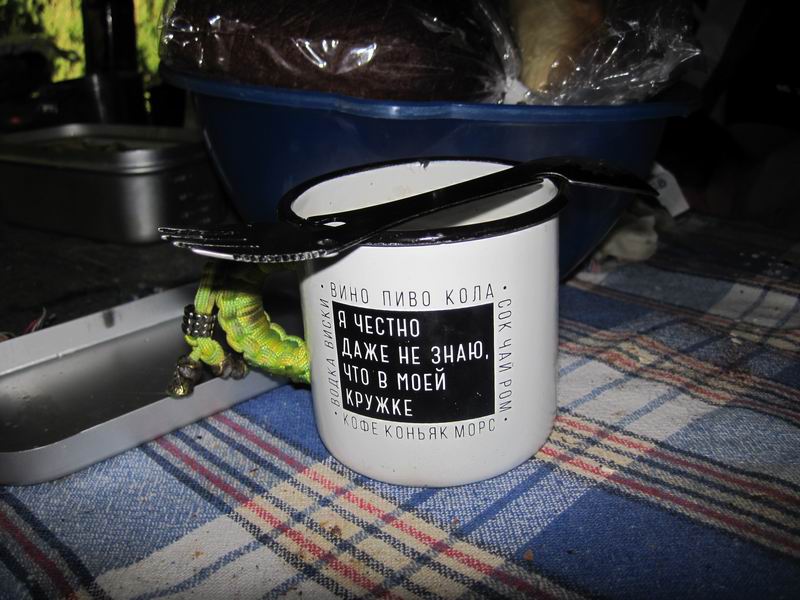 · ВИНО ПИВО КОЛА ·
Я ЧЕСТНО
ДАЖЕ НЕ ЗНАЮ,
ЧТО В МОЕЙ
КРУЖКЕ
СОК ЧАЙ РОМ ·
КОФЕ КОНЬЯК МОРС ·
· ВОДКА ВИСКИ